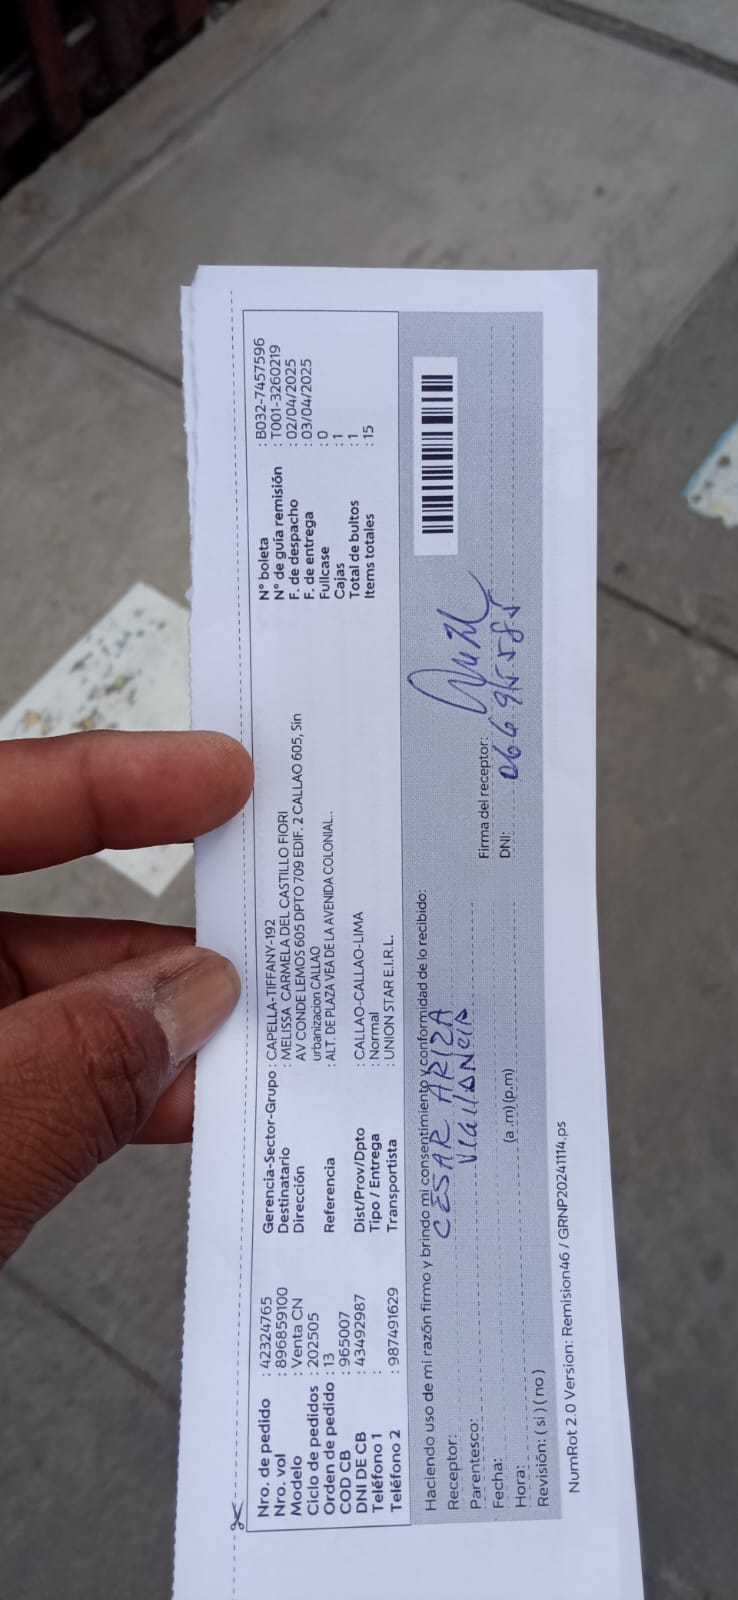 Nro. de pedido : 42324765
Nro. vol : 896859100
Modelo : Venta CN
Ciclo de pedidos : 202505
Orden de pedido : 13
COD CB : 965007
DNI DE CB : 43492987
Teléfono 1 :
Teléfono 2 : 987491629
Gerencia-Sector-Grupo : CAPELLA-TIFFANY-192
Destinatario : MELISSA CARMELA DEL CASTILLO FIORI
Dirección : AV CONDE LEMOS 605 DPTO 709 EDIF. 2 CALLAO 605, Sin
urbanizacion CALLAO
Referencia : ALT. DE PLAZA VEA DE LA AVENIDA COLONIAL..
Dist/Prov/Dpto : CALLAO-CALLAO-LIMA
Tipo / Entrega : Normal
Transportista : UNION STAR E.I.R.L.
N° boleta : B032-7457596
N° de guía remisión : T001-3260219
F. de despacho : 02/04/2025
F. de entrega : 03/04/2025
Fullcase : 0
Cajas : 1
Total de bultos : 1
Items totales : 15
Haciendo uso de mi razón firmo y brindo mi consentimiento y conformidad de lo recibido:
Receptor: CESAR ARIZA
Parentesco: VIGILANCIA
Fecha:
Hora: (a .m) (p.m)
Revisión: ( si ) ( no )
Firma del receptor:
DNI:
NumRot 2.0 Version: Remision46 / GRNP20241114.ps